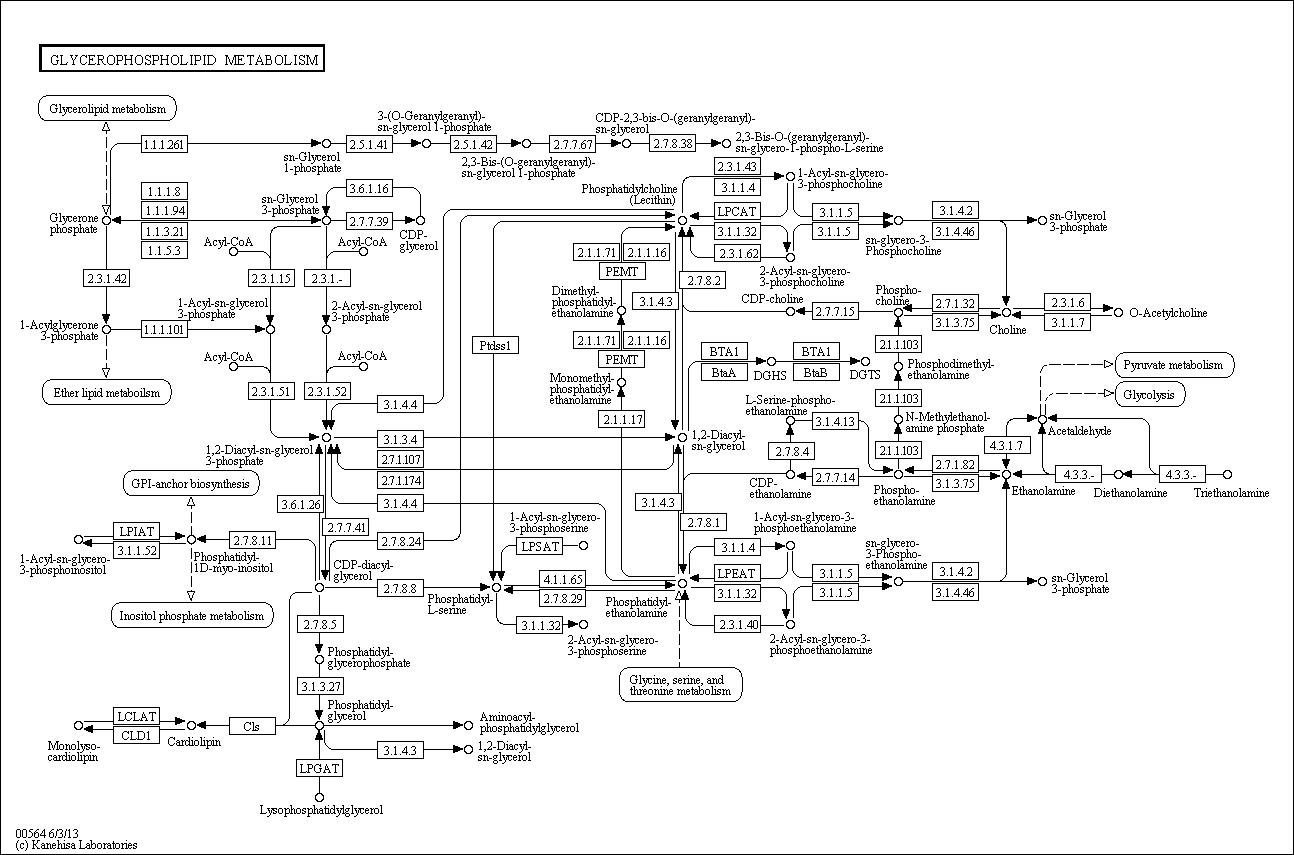 GLYCEROPHOSPHOLIPID METABOLISM
Glycerolipid metabolism
1.1.1.261
sn-Glycerol
1-phosphate
2.5.1.41
3-(O-Geranylgeranyl)-
sn-glycerol 1-phosphate
2.5.1.42
2,3-Bis-(O-geranylgeranyl)-
sn-glycerol 1-phosphate
2.7.7.67
CDP-2,3-bis-O-(geranylgeranyl)-
sn-glycerol
2.7.8.38
2,3-Bis-O-(geranylgeranyl)-
sn-glycero-1-phospho-L-serine
Glycerone
phosphate
1.1.1.8
1.1.1.94
1.1.3.21
1.1.5.3
sn-Glycerol
3-phosphate
3.6.1.16
2.7.7.39
CDP-
glycerol
Acyl-CoA
Acyl-CoA
2.3.1.42
2.3.1.15
2.3.1.-
1-Acylglycerone
3-phosphate
1.1.1.101
1-Acyl-sn-glycerol
3-phosphate
2-Acyl-sn-glycerol
3-phosphate
Acyl-CoA
Acyl-CoA
Ether lipid metaboilsm
2.3.1.51
2.3.1.52
1,2-Diacyl-sn-glycerol
3-phosphate
3.1.4.4
3.1.3.4
2.7.1.107
2.7.1.174
3.1.4.4
Ptdss1
Phosphatidylcholine
(Lecithin)
2.3.1.43
3.1.1.4
LPCAT
3.1.1.32
2.3.1.62
1-Acyl-sn-glycero-
3-phosphocholine
2-Acyl-sn-glycero-
3-phosphocholine
3.1.1.5
3.1.1.5
sn-glycero-3-
Phosphocholine
3.1.4.2
3.1.4.46
sn-Glycerol
3-phosphate
2.1.1.71
2.1.1.16
PEMT
Dimethyl-
phosphatidyl-
ethanolamine
3.1.4.3
2.7.8.2
CDP-choline
2.7.7.15
Phospho-
choline
2.7.1.32
3.1.3.75
Choline
2.3.1.6
3.1.1.7
O-Acetylcholine
2.1.1.71
2.1.1.16
PEMT
Monomethyl-
phosphatidyl-
ethanolamine
2.1.1.17
BTA1
BtaA
DGHS
BTA1
BtaB
DGTS
2.1.1.103
Phosphodimethyl-
ethanolamine
2.1.1.103
N-Methylethanol-
amine phosphate
2.1.1.103
Pyruvate metabolism
Glycolysis
Acetaldehyde
L-Serine-phospho-
ethanolamine
3.1.4.13
1,2-Diacyl-
sn-glycerol
2.7.8.4
CDP-
ethanolamine
2.7.7.14
Phospho-
ethanolamine
2.7.1.82
3.1.3.75
4.3.1.7
Ethanolamine
4.3.3.-
Diethanolamine
4.3.3.-
Triethanolamine
GPI-anchor biosynthesis
3.6.1.26
2.7.7.41
2.7.8.24
3.1.4.3
2.7.8.1
1-Acyl-sn-glycero-
3-phosphoserine
LPSAT
1-Acyl-sn-glycero-3-
phosphoethanolamine
LPIAT
3.1.1.52
1-Acyl-sn-glycero-
3-phosphoinositol
Phosphatidyl-
1D-myo-inositol
2.7.8.11
CDP-diacyl-
glycerol
2.7.8.8
Phosphatidyl-
L-serine
4.1.1.65
2.7.8.29
Phosphatidyl-
ethanolamine
3.1.1.4
LPEAT
3.1.1.32
2.3.1.40
3.1.1.5
3.1.1.5
sn-glycero-
3-Phospho-
ethanolamine
3.1.4.2
3.1.4.46
sn-Glycerol
3-phosphate
Inositol phosphate metabolism
2.7.8.5
3.1.1.32
2-Acyl-sn-glycero-
3-phosphoserine
2-Acyl-sn-glycero-3-
phosphoethanolamine
Phosphatidyl-
glycerophosphate
Glycine, serine, and
threonine metabolism
3.1.3.27
Phosphatidyl-
glycerol
LCLAT
CLD1
Monolyso-
cardiolipin
Cardiolipin
Cls
Aminoacyl-
phosphatidylglycerol
3.1.4.3
1,2-Diacyl-
sn-glycerol
LPGAT
Lysophosphatidylglycerol
00564 6/3/13
(c) Kanehisa Laboratories